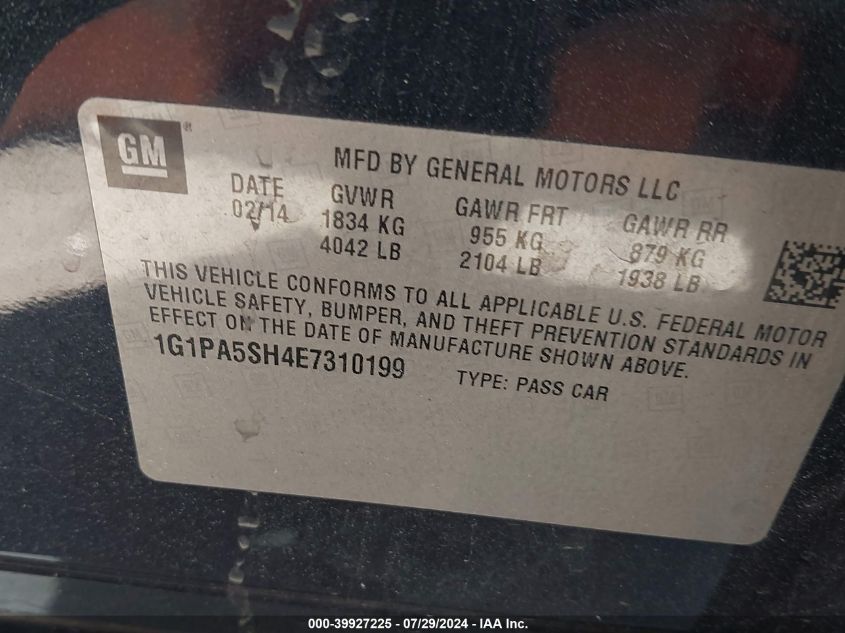 GM ®
MFD BY GENERAL MOTORS LLC
DATE GVWR GAWR FRT GAWR RR
02/14 1834 KG 955 KG 879 KG
4042 LB 2104 LB 1938 LB
THIS VEHICLE CONFORMS TO ALL APPLICABLE U.S. FEDERAL MOTOR
VEHICLE SAFETY, BUMPER, AND THEFT PREVENTION STANDARDS IN
EFFECT ON THE DATE OF MANUFACTURE SHOWN ABOVE.
1G1PA5SH4E7310199 TYPE: PASS CAR
000-39927225 - 07/29/2024 - IAA Inc.